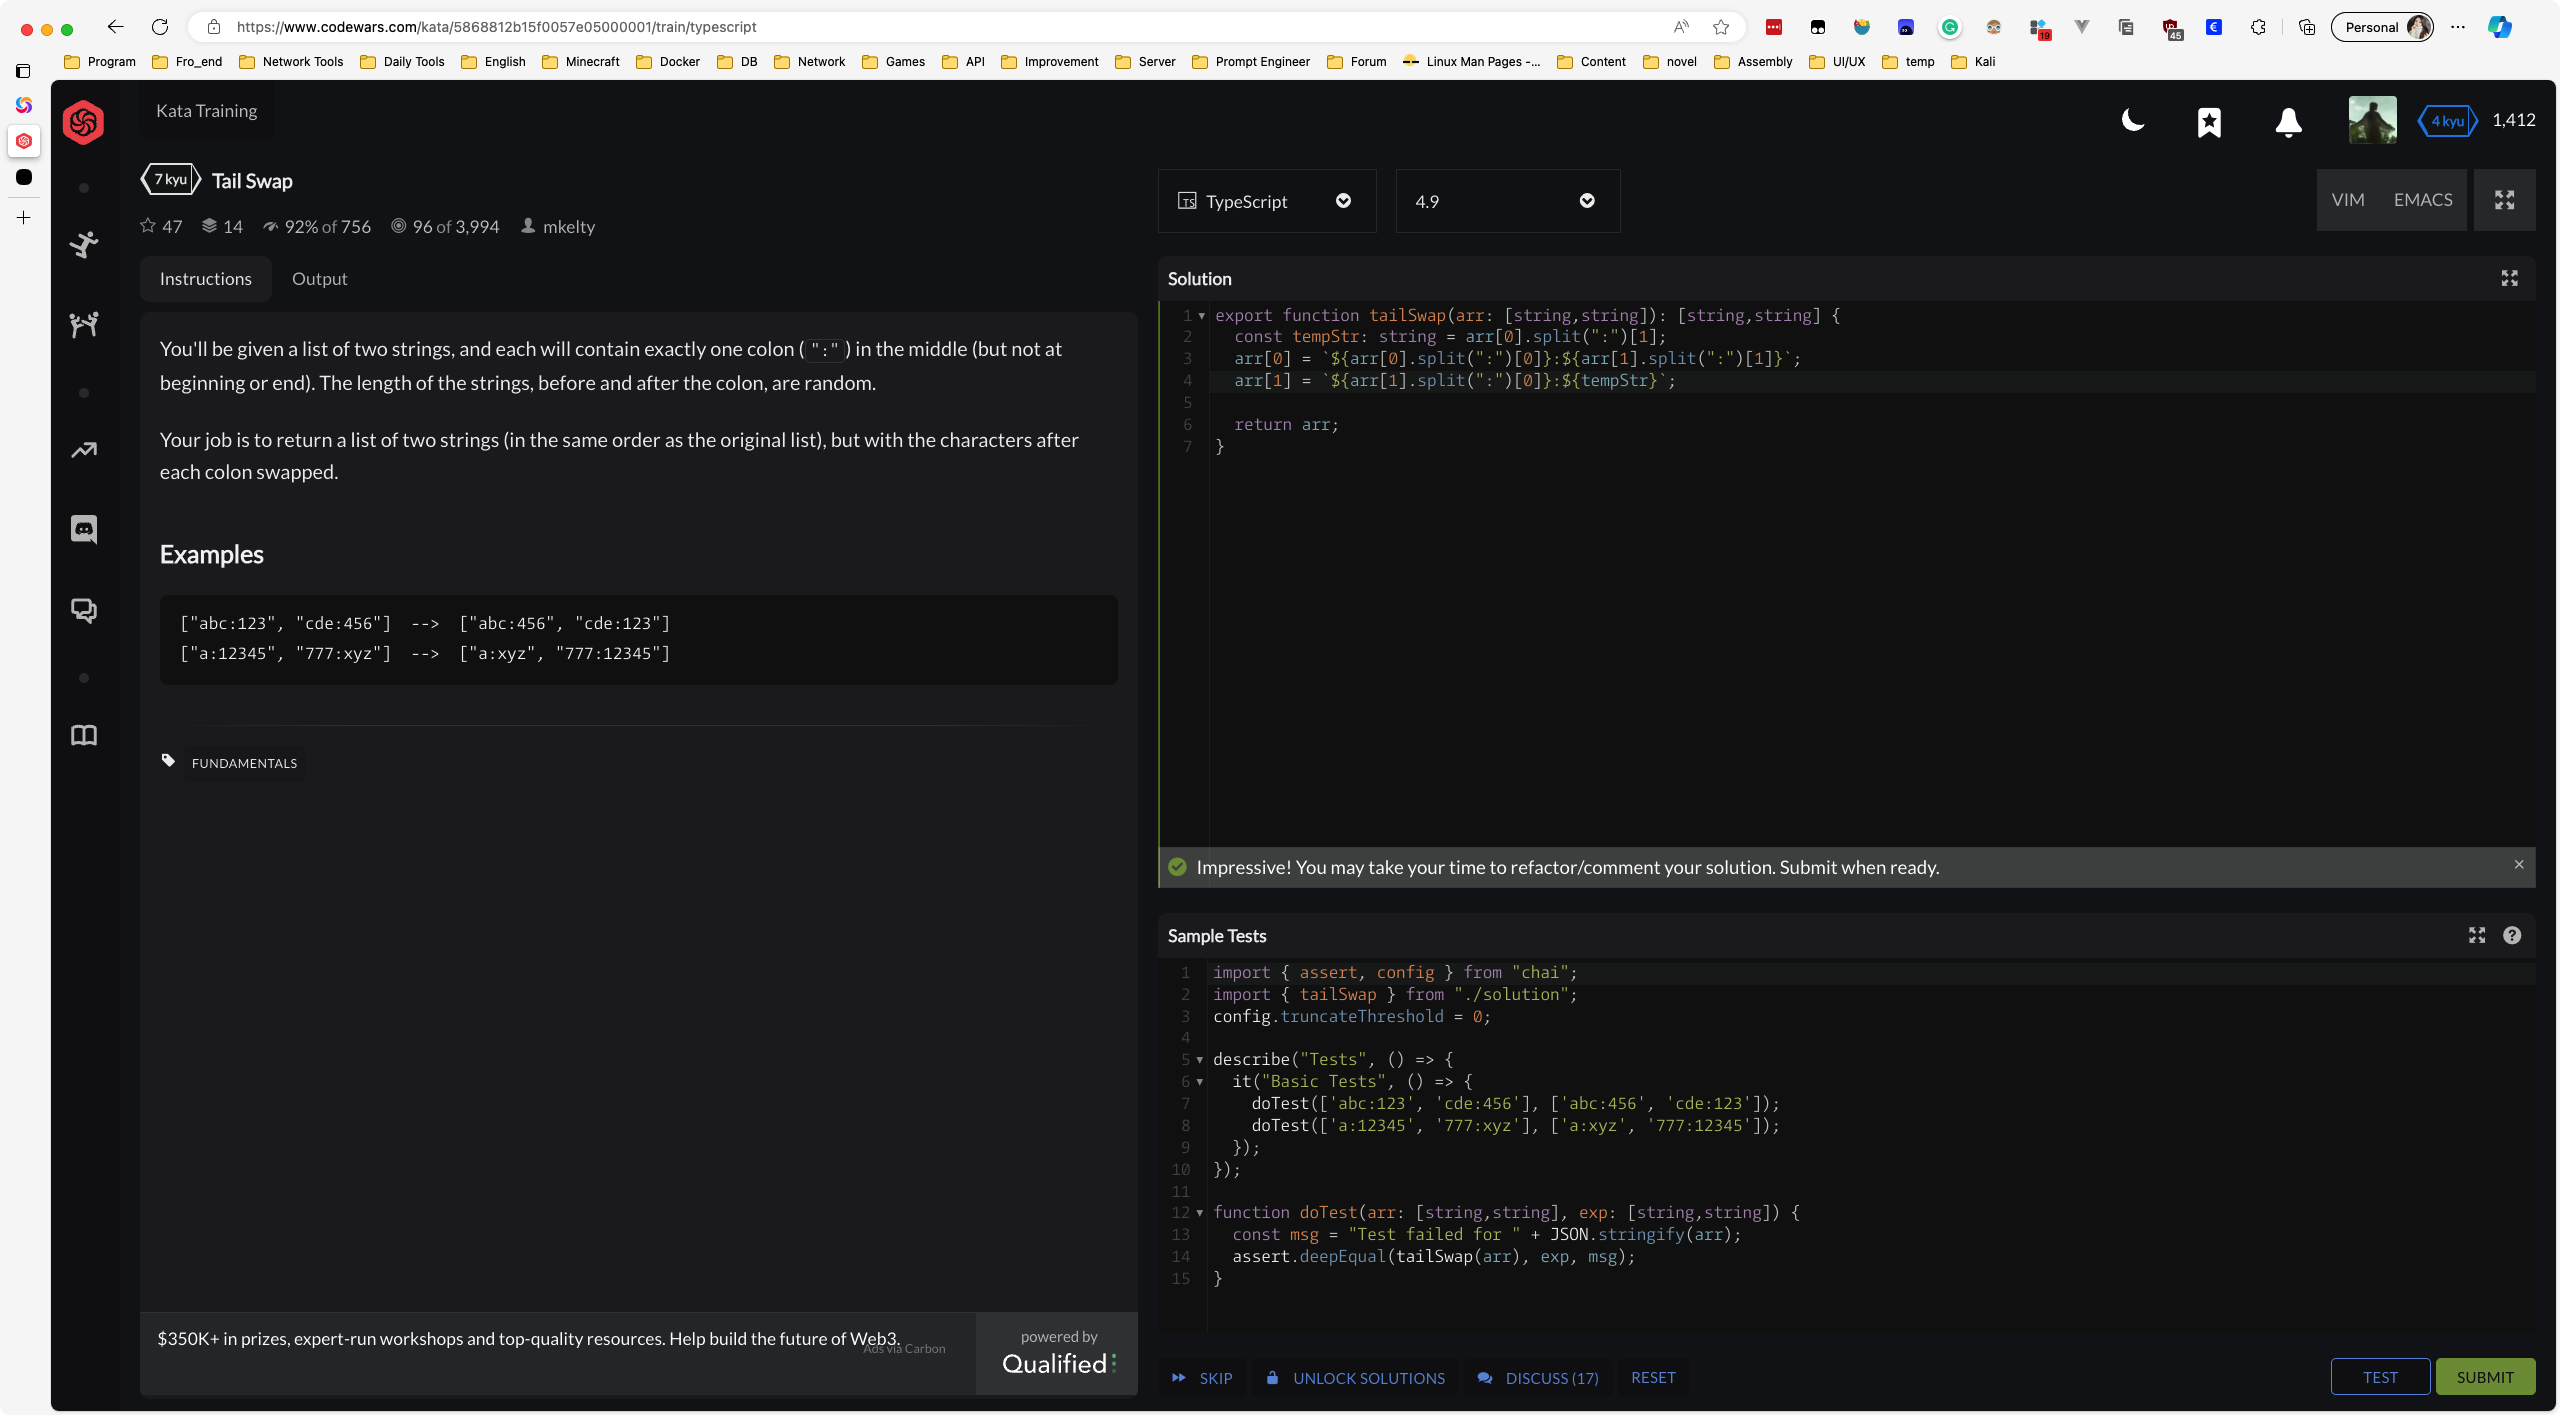 https://www.codewars.com/kata/5868812b15f0057e05000001/train/typescript
19
45
Personal
Program Fro_end Network Tools Daily Tools English Minecraft Docker DB Network Games API Improvement Server Prompt Engineer Forum Linux Man Pages -... Content novel Assembly UI/UX temp Kali
Kata Training
4 kyu 1,412
7 kyu Tail Swap
47 14 92% of 756 96 of 3,994 mkelty
TypeScript
4.9
VIM EMACS
Instructions Output
You'll be given a list of two strings, and each will contain exactly one colon (":") in the middle (but not at
beginning or end). The length of the strings, before and after the colon, are random.
Your job is to return a list of two strings (in the same order as the original list), but with the characters after
each colon swapped.
Examples
["abc:123", "cde:456"]  -->  ["abc:456", "cde:123"]
["a:12345", "777:xyz"]  -->  ["a:xyz", "777:12345"]
FUNDAMENTALS
$350K+ in prizes, expert-run workshops and top-quality resources. Help build the future of Web3.
Ads via Carbon
powered by
Qualified
Solution
1 export function tailSwap(arr: [string,string]): [string,string] {
2   const tempStr: string = arr[0].split(":")[1];
3   arr[0] = `${arr[0].split(":")[0]}:${arr[1].split(":")[1]}`;
4   arr[1] = `${arr[1].split(":")[0]}:${tempStr}`;
5
6   return arr;
7 }
Impressive! You may take your time to refactor/comment your solution. Submit when ready.
Sample Tests
1 import { assert, config } from "chai";
2 import { tailSwap } from "./solution";
3 config.truncateThreshold = 0;
4
5 describe("Tests", () => {
6   it("Basic Tests", () => {
7     doTest(['abc:123', 'cde:456'], ['abc:456', 'cde:123']);
8     doTest(['a:12345', '777:xyz'], ['a:xyz', '777:12345']);
9   });
10 });
11
12 function doTest(arr: [string,string], exp: [string,string]) {
13   const msg = "Test failed for " + JSON.stringify(arr);
14   assert.deepEqual(tailSwap(arr), exp, msg);
15 }
SKIP UNLOCK SOLUTIONS DISCUSS (17) RESET
TEST SUBMIT